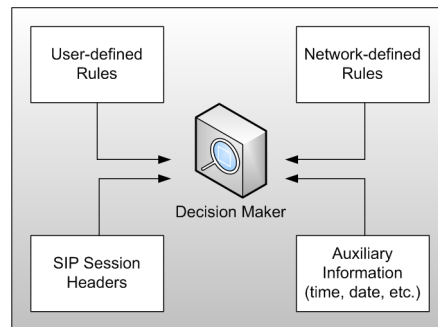 User-defined
Rules
Network-defined
Rules
Decision Maker
SIP Session
Headers
Auxiliary
Information
(time, date, etc.)